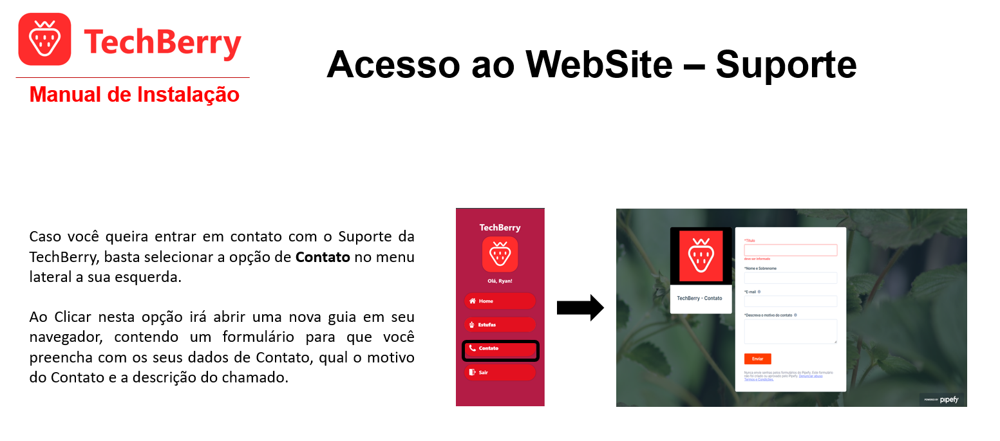 TechBerry
Manual de Instalação
Acesso ao WebSite – Suporte
Caso você queira entrar em contato com o Suporte da
TechBerry, basta selecionar a opção de Contato no menu
lateral a sua esquerda.
Ao Clicar nesta opção irá abrir uma nova guia em seu
navegador, contendo um formulário para que você
preencha com os seus dados de Contato, qual o motivo
do Contato e a descrição do chamado.
TechBerry
Olá, Ryan!
Home
Estufas
Contato
Sair
TechBerry - Contato
*Título
deve ser informado
*Nome e Sobrenome
*E-mail
*Descreva o motivo do contato
Enviar
Nunca envie senhas pelos formulários do Pipefy. Este formulário
não foi criado ou aprovado pelo Pipefy. Denunciar abuso
Termos e Condições.
POWERED BY pipefy